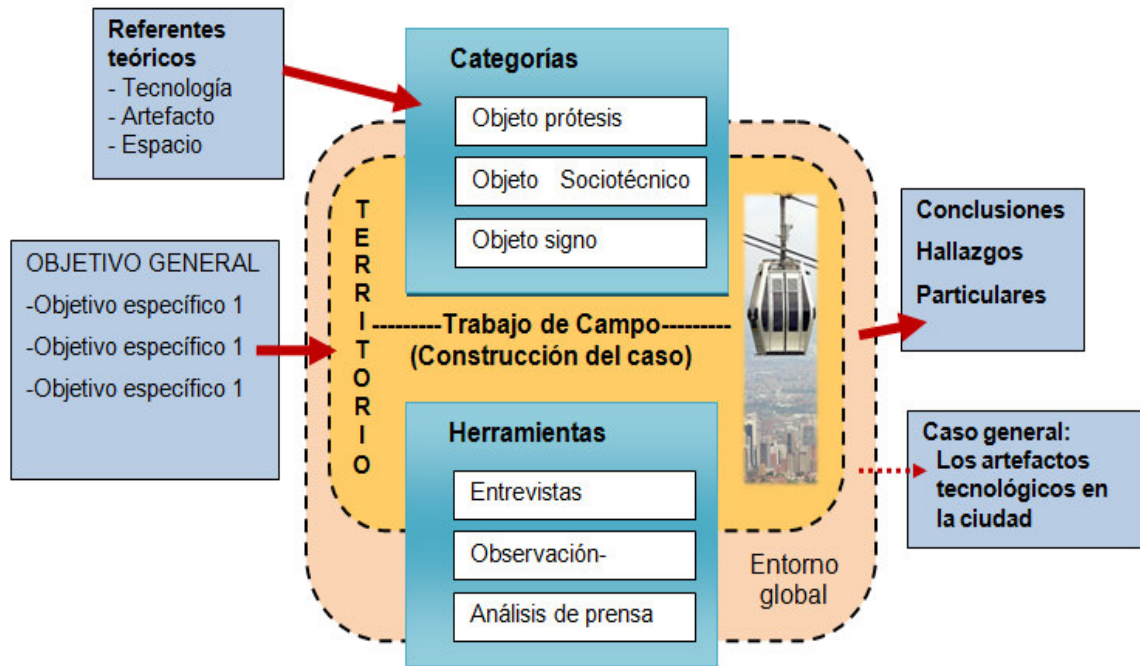 Referentes
teóricos
- Tecnología
- Artefacto
- Espacio
Categorías
Objeto prótesis
Objeto Sociotécnico
Objeto signo
OBJETIVO GENERAL
-Objetivo específico 1
-Objetivo específico 1
-Objetivo específico 1
TERRITORIO
---------Trabajo de Campo---------
(Construcción del caso)
Herramientas
Entrevistas
Observación-
Análisis de prensa
Conclusiones
Hallazgos
Particulares
Caso general:
Los artefactos
tecnológicos en
la ciudad
Entorno
global